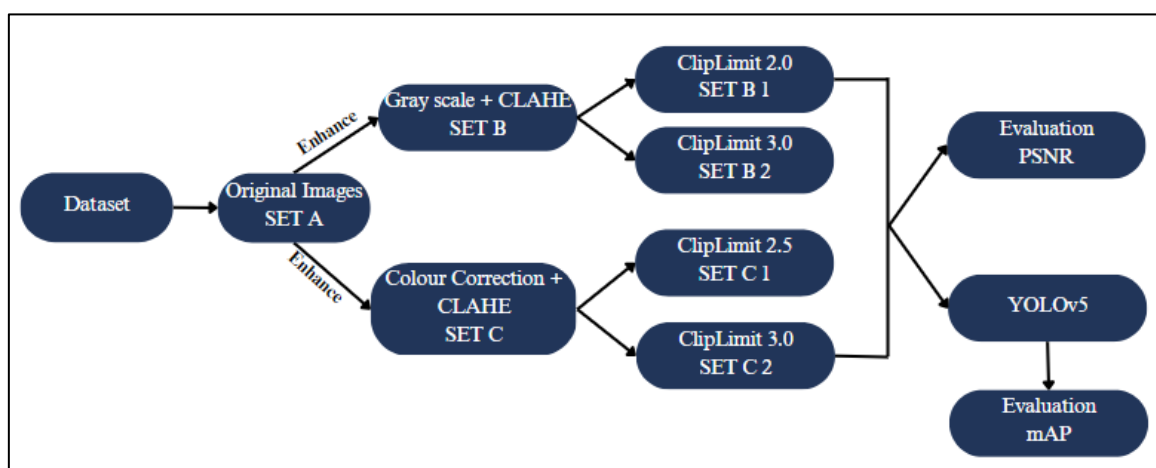 Dataset
Original Images
SET A
Enhance
Enhance
Gray scale + CLAHE
SET B
Colour Correction +
CLAHE
SET C
ClipLimit 2.0
SET B 1
ClipLimit 3.0
SET B 2
ClipLimit 2.5
SET C 1
ClipLimit 3.0
SET C 2
Evaluation
PSNR
YOLOv5
Evaluation
mAP